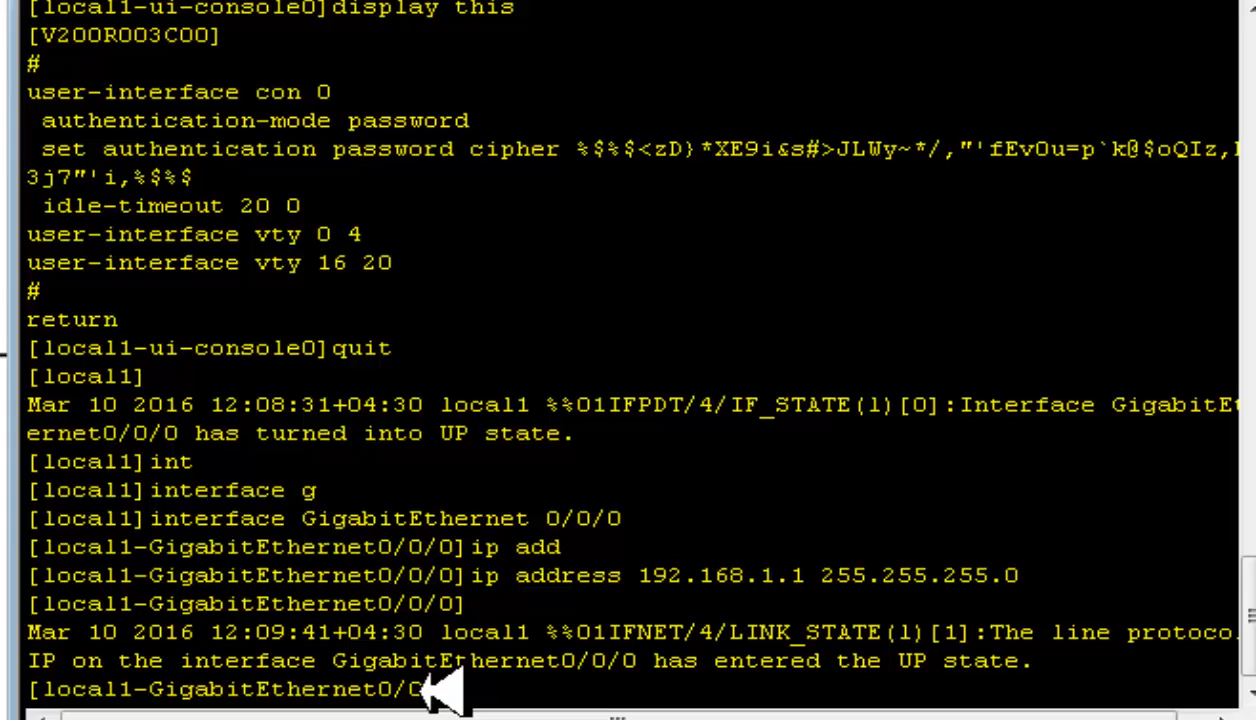 [local1-ui-console0]display this
[V200R003C00]
#
user-interface con 0
 authentication-mode password
 set authentication password cipher %$%$<zD}*XE9i&s#>JLWy~*/,"'fEvOu=p`k@$oQIz,
3j7"'i,%$%$
 idle-timeout 20 0
user-interface vty 0 4
user-interface vty 16 20
#
return
[local1-ui-console0]quit
[local1]
Mar 10 2016 12:08:31+04:30 local1 %%01IFPDT/4/IF_STATE(l)[0]:Interface GigabitEt
ernet0/0/0 has turned into UP state.
[local1]int
[local1]interface g
[local1]interface GigabitEthernet 0/0/0
[local1-GigabitEthernet0/0/0]ip add
[local1-GigabitEthernet0/0/0]ip address 192.168.1.1 255.255.255.0
[local1-GigabitEthernet0/0/0]
Mar 10 2016 12:09:41+04:30 local1 %%01IFNET/4/LINK_STATE(l)[1]:The line protoco
IP on the interface GigabitEthernet0/0/0 has entered the UP state.
[local1-GigabitEthernet0/